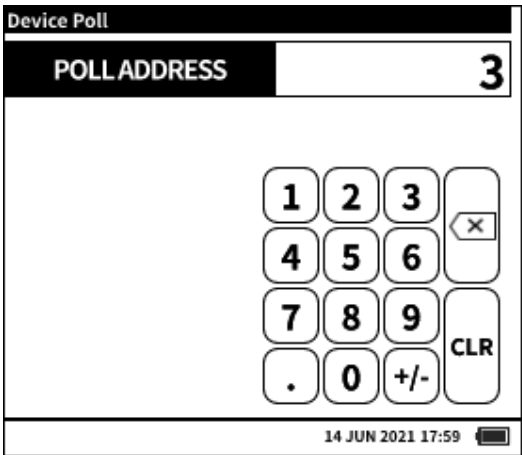 Device Poll
POLL ADDRESS 3
1 2 3
4 5 6
7 8 9
CLR
. 0 +/-
14 JUN 2021 17:59